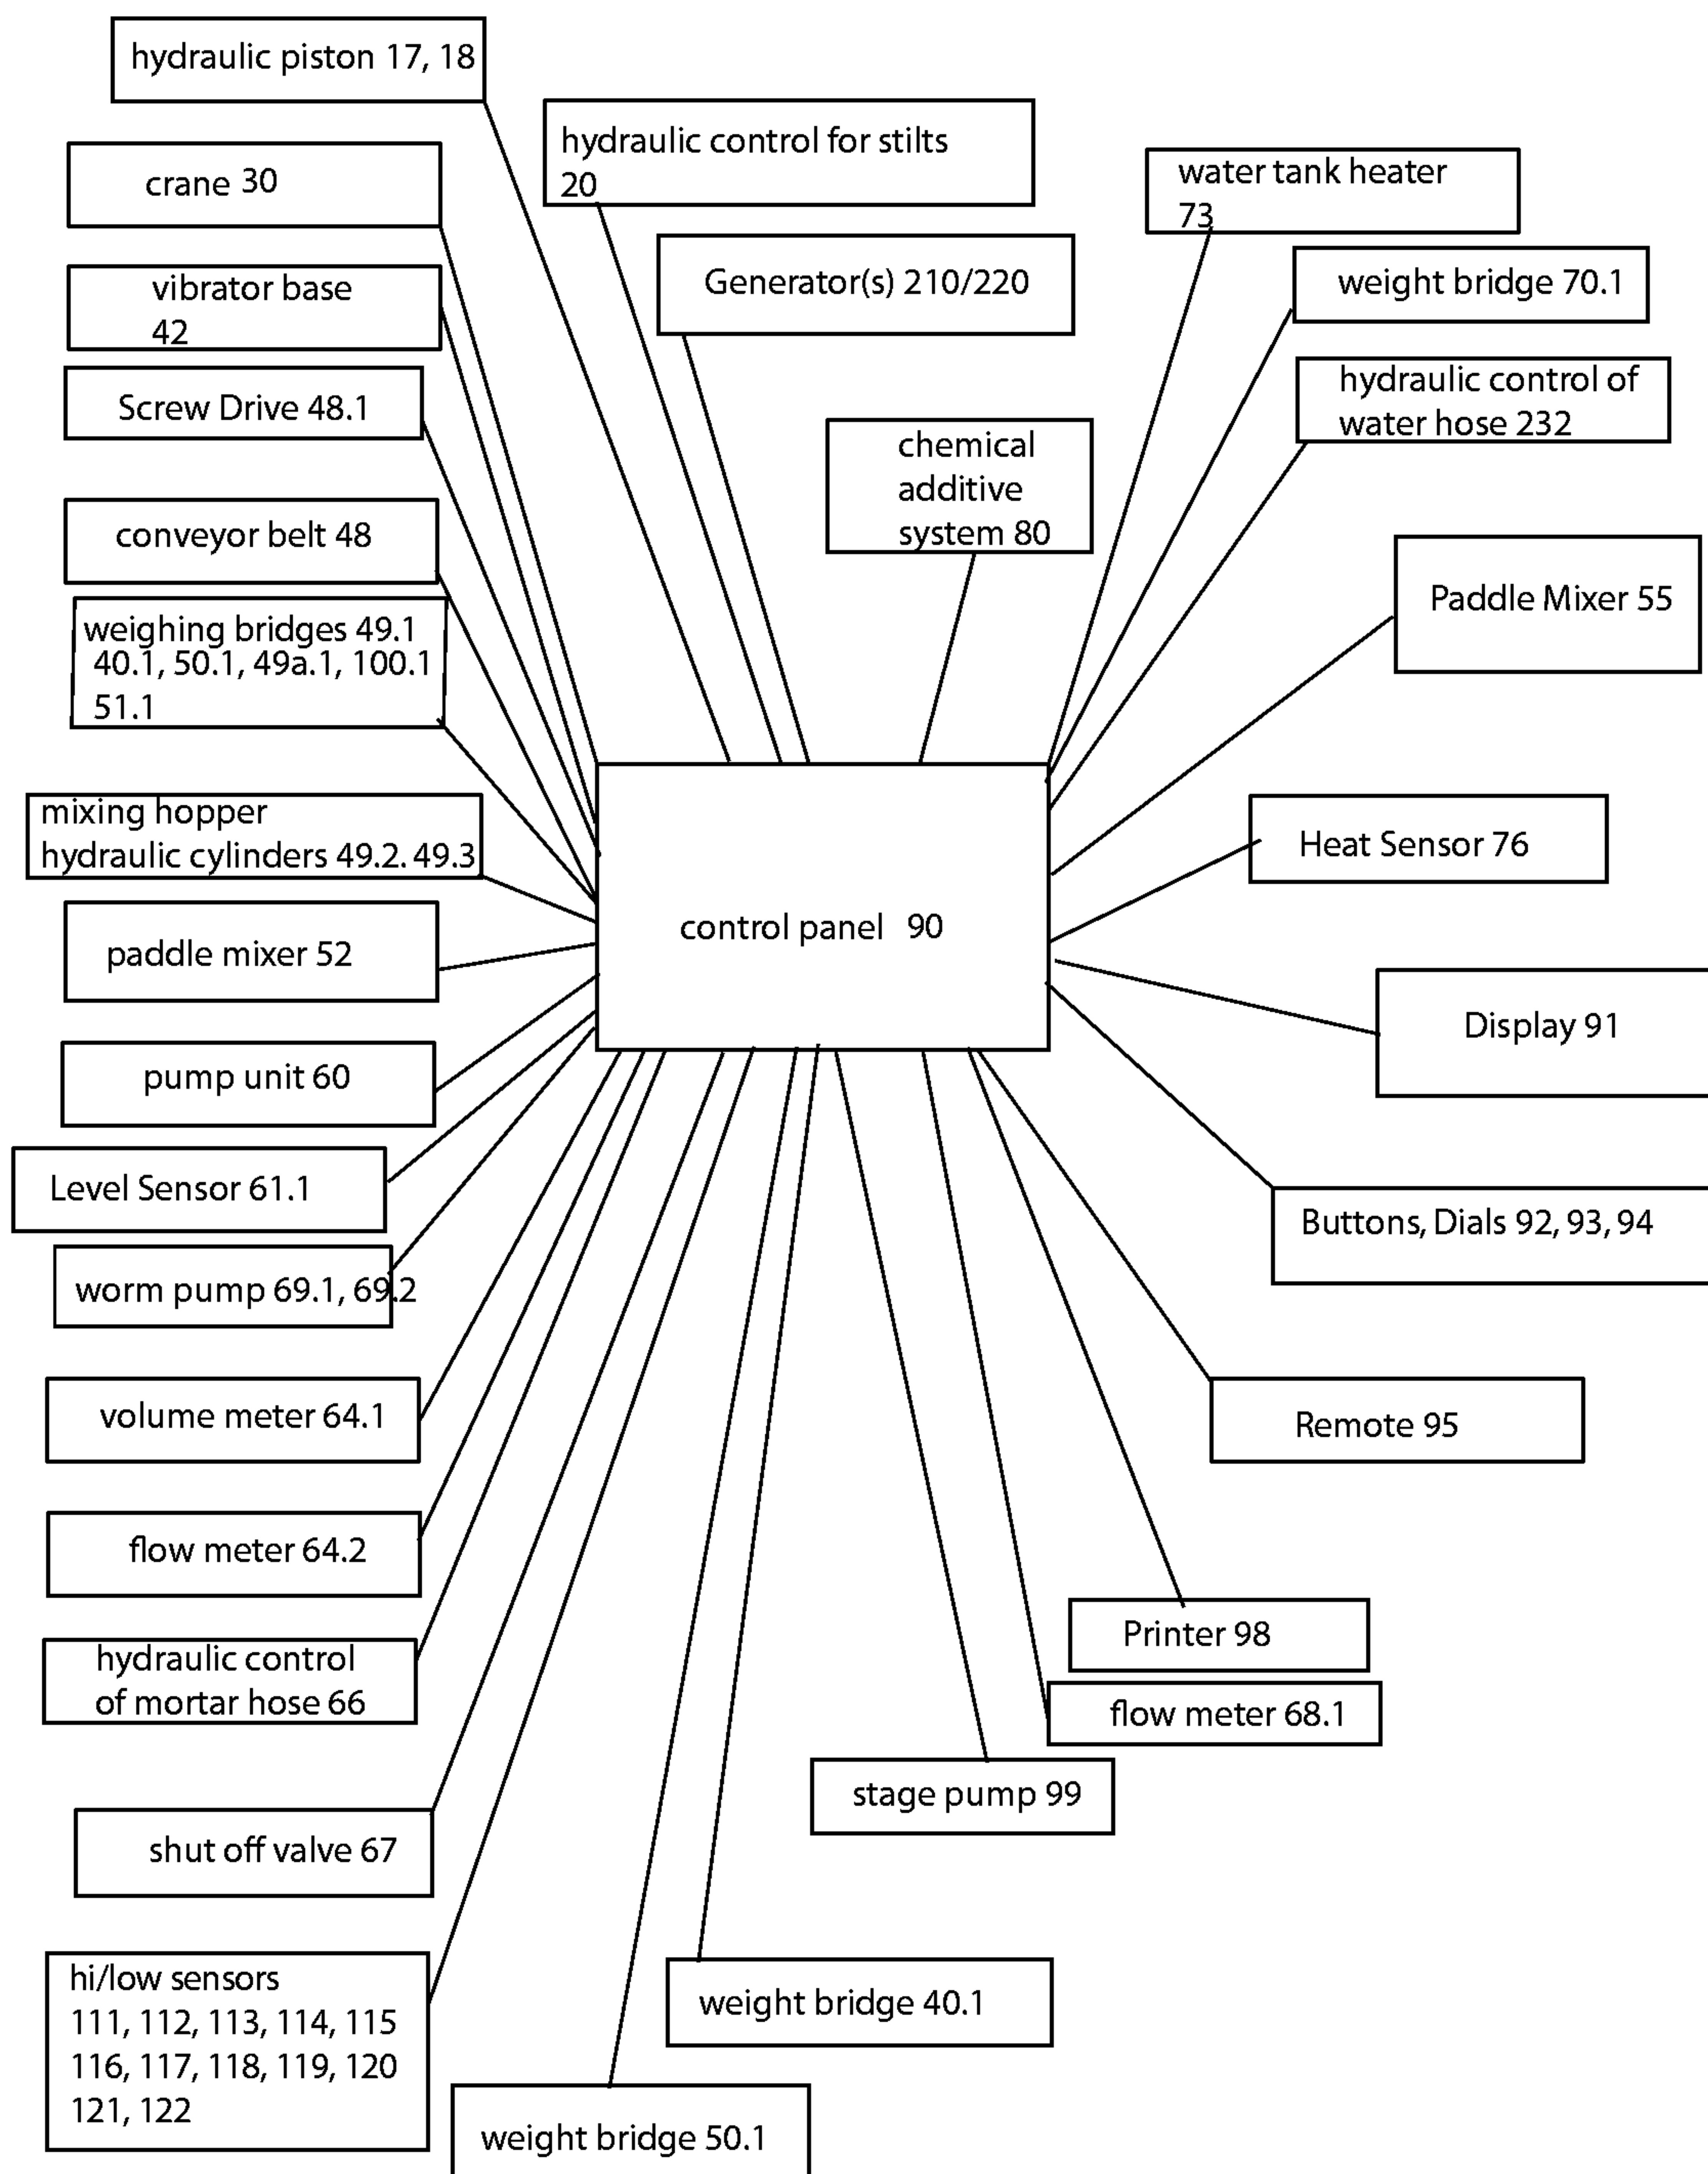 hydraulic piston 17, 18
hydraulic control for stilts
20
water tank heater
73
crane 30
Generator(s) 210/220
weight bridge 70.1
vibrator base
42
hydraulic control of
water hose 232
Screw Drive 48.1
chemical
additive
system 80
conveyor belt 48
Paddle Mixer 55
weighing bridges 49.1
40.1, 50.1, 49a.1, 100.1
51.1
mixing hopper
hydraulic cylinders 49.2. 49.3
Heat Sensor 76
control panel 90
paddle mixer 52
Display 91
pump unit 60
Level Sensor 61.1
Buttons, Dials 92, 93, 94
worm pump 69.1, 69.2
volume meter 64.1
Remote 95
flow meter 64.2
Printer 98
hydraulic control
of mortar hose 66
flow meter 68.1
stage pump 99
shut off valve 67
hi/low sensors
111, 112, 113, 114, 115
116, 117, 118, 119, 120
121, 122
weight bridge 40.1
weight bridge 50.1